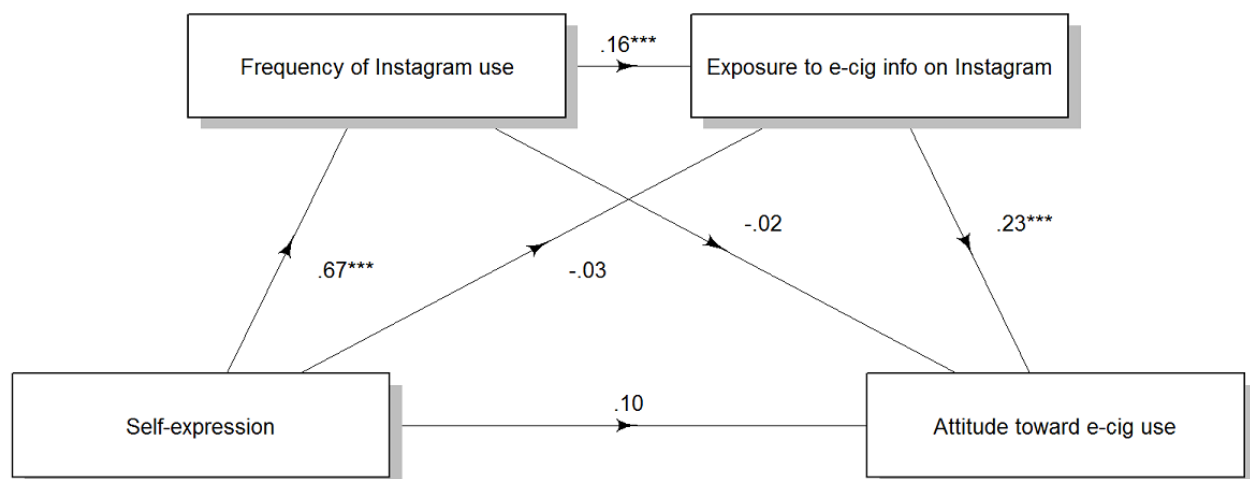 .16***
Frequency of Instagram use
Exposure to e-cig info on Instagram
.67***
-.03
-.02
.23***
.10
Self-expression
Attitude toward e-cig use